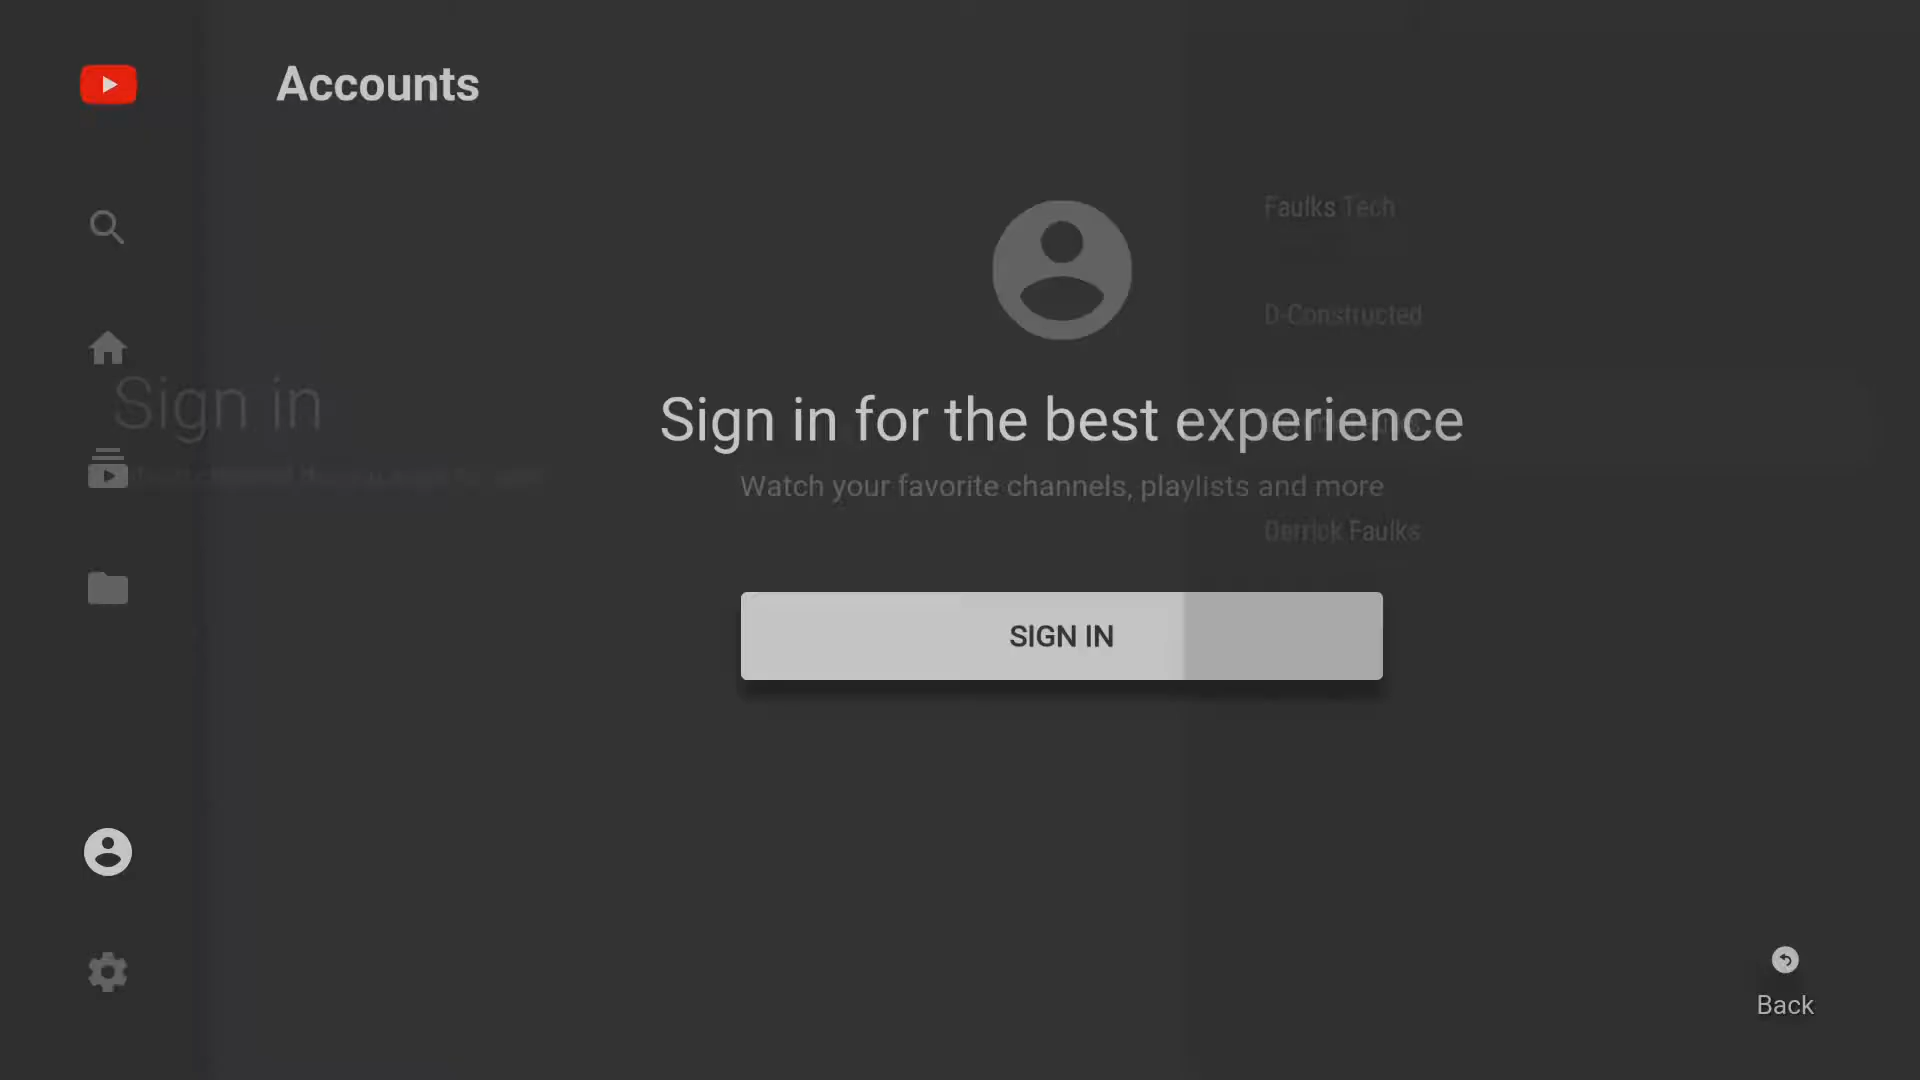 Accounts
Faulks Tech
D-Constructed
Sign in
Sign in for the best experience
Watch your favorite channels, playlists and more
Derrick Faulks
SIGN IN
Back